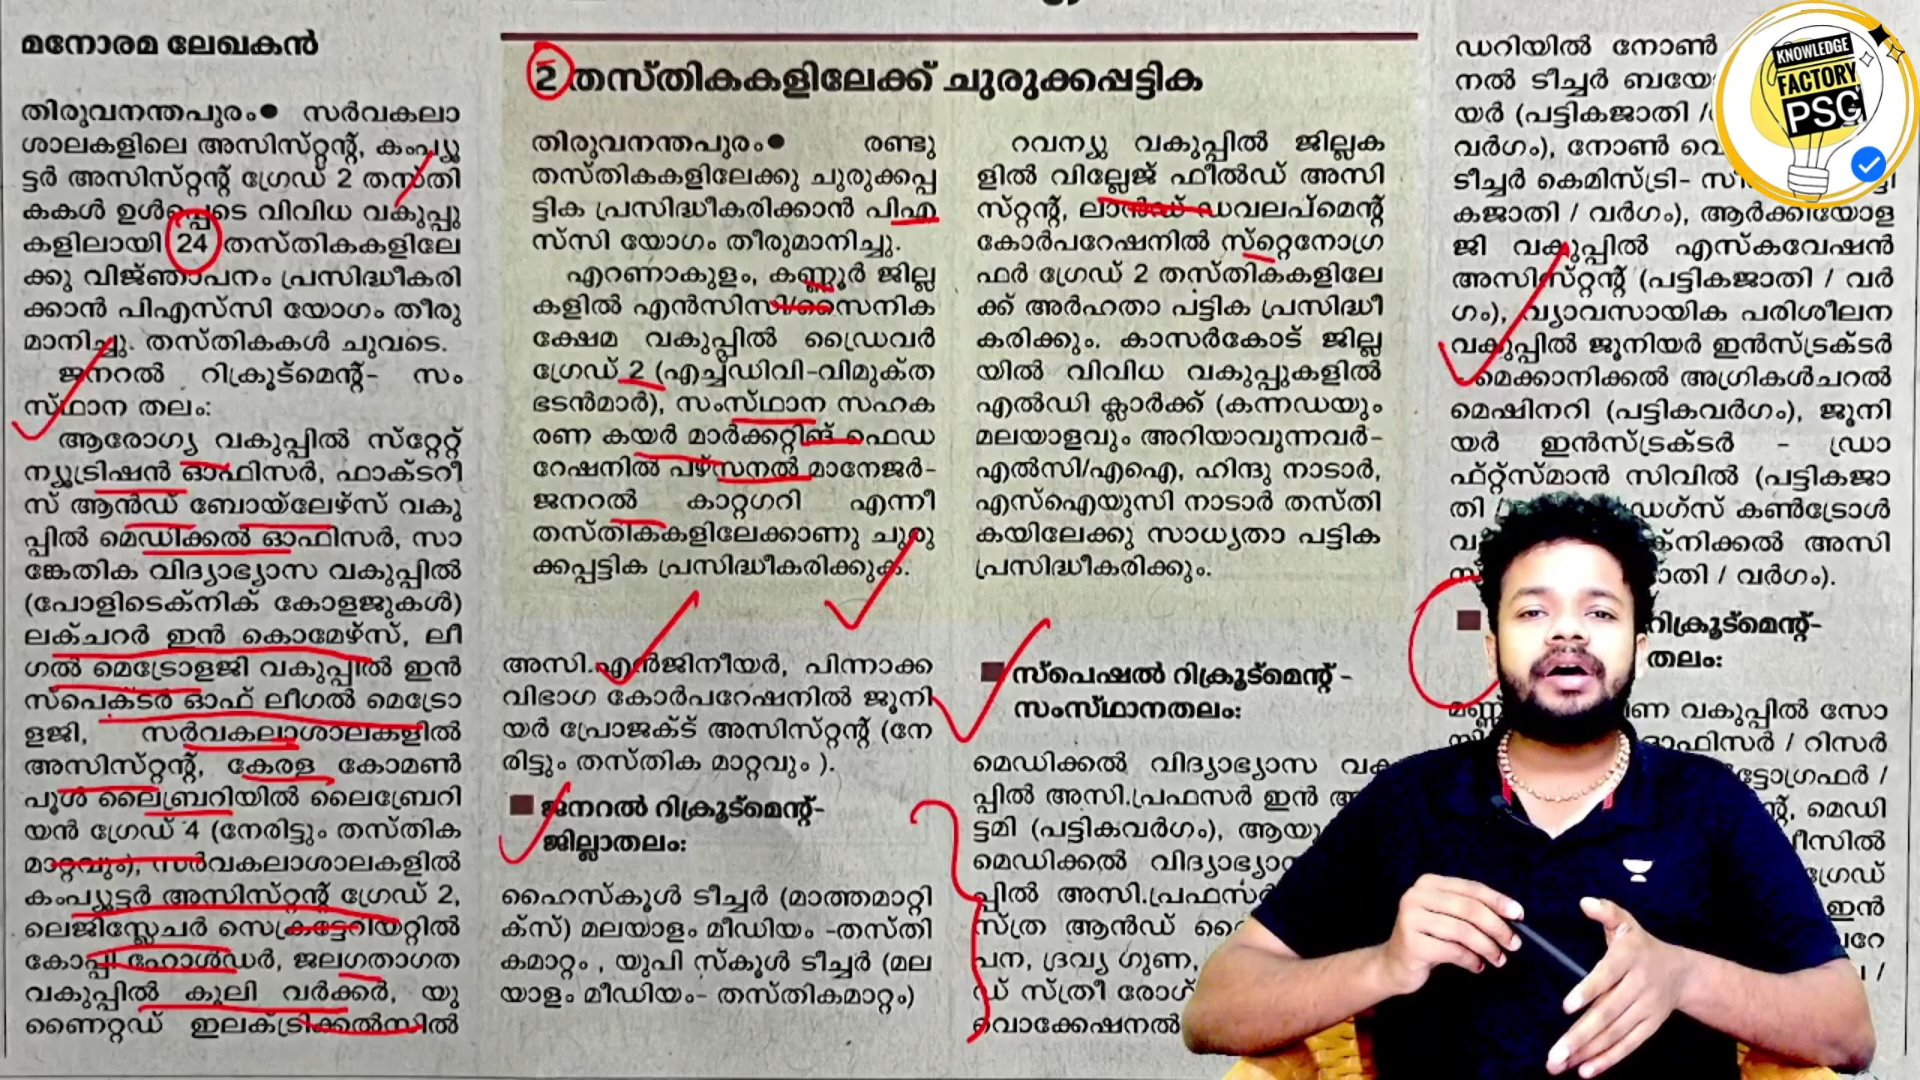 മനോരമ ലേഖകൻ
തിരുവനന്തപുരം● സർവകലാ
ശാലകളിലെ അസിസ്റ്റന്റ്, കംപ്യൂ
ട്ടർ അസിസ്റ്റന്റ് ഗ്രേഡ് 2 തസ്തി
കകൾ ഉൾപ്പെടെ വിവിധ വകുപ്പു
കളിലായി 24 തസ്തികകളിലേ
ക്കു വിജ്ഞാപനം പ്രസിദ്ധീകരി
ക്കാൻ പിഎസ്‌സി യോഗം തീരു
മാനിച്ചു. തസ്തികകൾ ചുവടെ.
ജനറൽ റിക്രൂട്മെന്റ്- സം
സ്ഥാന തലം:
ആരോഗ്യ വകുപ്പിൽ സ്റ്റേറ്റ്
ന്യൂട്രിഷൻ ഓഫിസർ, ഫാക്ടറീ
സ് ആൻഡ് ബോയ്‌ലേഴ്സ് വകു
പ്പിൽ മെഡിക്കൽ ഓഫിസർ, സാ
ങ്കേതിക വിദ്യാഭ്യാസ വകുപ്പിൽ
(പോളിടെക്നിക് കോളജുകൾ)
ലക്ചറർ ഇൻ കൊമേഴ്സ്, ലീ
ഗൽ മെട്രോളജി വകുപ്പിൽ ഇൻ
സ്പെക്ടർ ഓഫ് ലീഗൽ മെട്രോ
ളജി, സർവകലാശാലകളിൽ
അസിസ്റ്റന്റ്, കേരള കോമൺ
പൂൾ ലൈബ്രറിയിൽ ലൈബ്രേറി
യൻ ഗ്രേഡ് 4 (നേരിട്ടും തസ്തിക
മാറ്റവും), സർവകലാശാലകളിൽ
കംപ്യൂട്ടർ അസിസ്റ്റന്റ് ഗ്രേഡ് 2,
ലെജിസ്ലേചർ സെക്രട്ടേറിയറ്റിൽ
കോപ്പി ഹോൾഡർ, ജലഗതാഗത
വകുപ്പിൽ കൂലി വർക്കർ, യു
ണൈറ്റഡ് ഇലക്ട്രിക്കൽസിൽ
2 തസ്തികകളിലേക്ക് ചുരുക്കപ്പട്ടിക
തിരുവനന്തപുരം● രണ്ടു
തസ്തികകളിലേക്കു ചുരുക്കപ്പ
ട്ടിക പ്രസിദ്ധീകരിക്കാൻ പിഎ
സ്‌സി യോഗം തീരുമാനിച്ചു.
എറണാകുളം, കണ്ണൂർ ജില്ല
കളിൽ എൻസിസി/സൈനിക
ക്ഷേമ വകുപ്പിൽ ഡ്രൈവർ
ഗ്രേഡ് 2 (എച്ച്ഡിവി-വിമുക്ത
ഭടൻമാർ), സംസ്ഥാന സഹക
രണ കയർ മാർക്കറ്റിങ് ഫെഡ
റേഷനിൽ പഴ്സനൽ മാനേജർ-
ജനറൽ കാറ്റഗറി എന്നീ
തസ്തികകളിലേക്കാണു ചുരു
ക്കപ്പട്ടിക പ്രസിദ്ധീകരിക്കുക.
റവന്യു വകുപ്പിൽ ജില്ലക
ളിൽ വില്ലേജ് ഫീൽഡ് അസി
സ്റ്റന്റ്, ലാൻഡ് ഡവലപ്മെന്റ്
കോർപറേഷനിൽ സ്റ്റെനോഗ്ര
ഫർ ഗ്രേഡ് 2 തസ്തികകളിലേ
ക്ക് അർഹതാ പട്ടിക പ്രസിദ്ധീ
കരിക്കും. കാസർകോട് ജില്ല
യിൽ വിവിധ വകുപ്പുകളിൽ
എൽഡി ക്ലാർക്ക് (കന്നഡയും
മലയാളവും അറിയാവുന്നവർ-
എൽസി/എഐ, ഹിന്ദു നാടാർ,
എസ്ഐയുസി നാടാർ തസ്തി
കയിലേക്കു സാധ്യതാ പട്ടിക
പ്രസിദ്ധീകരിക്കും.
അസി.എൻജിനീയർ, പിന്നാക്ക
വിഭാഗ കോർപറേഷനിൽ ജൂനി
യർ പ്രോജക്ട് അസിസ്റ്റന്റ് (നേ
രിട്ടും തസ്തിക മാറ്റവും ).
ജനറൽ റിക്രൂട്മെന്റ്-
ജില്ലാതലം:
ഹൈസ്കൂൾ ടീച്ചർ (മാത്തമാറ്റി
ക്സ്) മലയാളം മീഡിയം -തസ്തി
കമാറ്റം , യുപി സ്കൂൾ ടീച്ചർ (മല
യാളം മീഡിയം- തസ്തികമാറ്റം)
സ്പെഷൽ റിക്രൂട്മെന്റ് -
സംസ്ഥാനതലം:
മെഡിക്കൽ വിദ്യാഭ്യാസ
പ്പിൽ അസി.പ്രഫസർ ഇൻ
ട്ടമി (പട്ടികവർഗം),
മെഡിക്കൽ
പ്പിൽ അസി.പ്രഫസർ
സ്ത്ര ആൻഡ്
പന, ദ്രവ്യ ഗുണ,
ഡ് സ്ത്രീ
വൊക്കേഷനൽ
ഡറിയിൽ നോൺ
നൽ ടീച്ചർ
യർ (പട്ടികജാതി /
വർഗം), നോൺ
ടീച്ചർ കെമിസ്ട്രി-
കജാതി / വർഗം), ആർക്കിയോള
ജി വകുപ്പിൽ എസ്കവേഷൻ
അസിസ്റ്റന്റ് (പട്ടികജാതി / വർ
ഗം), വ്യാവസായിക പരിശീലന
വകുപ്പിൽ ജൂനിയർ ഇൻസ്ട്രക്ടർ
മെക്കാനിക്കൽ അഗ്രികൾചറൽ
മെഷിനറി (പട്ടികവർഗം), ജൂനി
യർ ഇൻസ്ട്രക്ടർ - ഡ്രാ
ഫ്റ്റ്സ്മാൻ സിവിൽ (പട്ടികജാ
തി കൺട്രോൾ
അസി
/ വർഗം).
റിക്രൂട്മെന്റ്-
തലം:
വകുപ്പിൽ സോ
/ റിസർ
മെഡി
ഇൻ
KNOWLEDGE
FACTORY
PSC